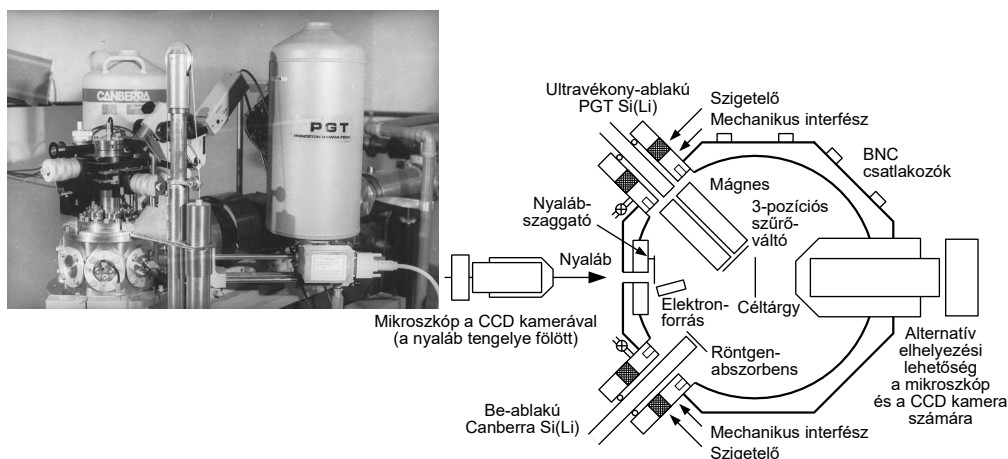 CANBERRA
PGT
PRINCETON GAMMA-TECH
Ultravékony-ablakú
PGT Si(Li)
Szigetelő
Mechanikus interfész
BNC
csatlakozók
Mágnes
3-pozíciós
szűrő-
váltó
Nyaláb-
szaggató
Nyaláb
Elektron-
forrás
Céltárgy
Mikroszkóp a CCD kamerával
(a nyaláb tengelye fölött)
Röntgen-
abszorbens
Alternatív
elhelyezési
lehetőség
a mikroszkóp
és a CCD kamera
számára
Be-ablakú
Canberra Si(Li)
Mechanikus interfész
Szigetelő